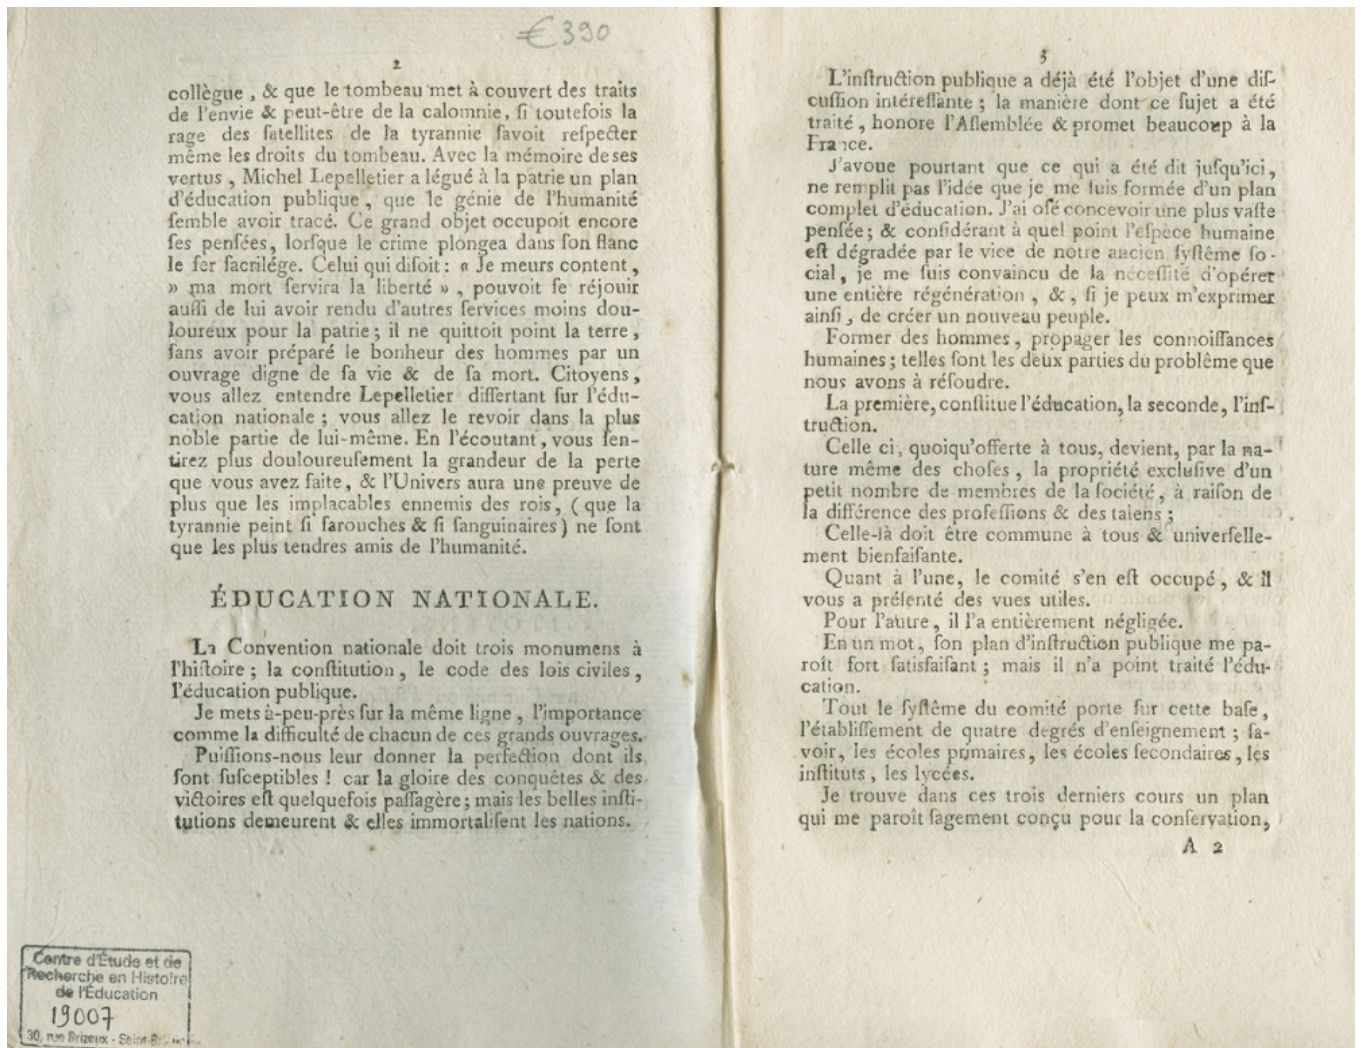 €390
2
collègue , & que le tombeau met à couvert des traits
de l'envie & peut-être de la calomnie, ſi toutefois la
rage des ſatellites de la tyrannie ſavoit reſpecter
même les droits du tombeau. Avec la mémoire de ses
vertus , Michel Lepelletier a légué à la patrie un plan
d'éducation publique , que le génie de l'humanité
ſemble avoir tracé. Ce grand objet occupoit encore
ſes penſées, lorſque le crime plongea dans ſon flanc
le fer ſacrilége. Celui qui diſoit : « Je meurs content ,
» ma mort ſervira la liberté » , pouvoit ſe réjouir
auſſi de lui avoir rendu d'autres ſervices moins dou-
loureux pour la patrie ; il ne quittoit point la terre ,
ſans avoir préparé le bonheur des hommes par un
ouvrage digne de ſa vie & de ſa mort. Citoyens ,
vous allez entendre Lepelletier diſſertant ſur l'édu-
cation nationale ; vous allez le revoir dans la plus
noble partie de lui-même. En l'écoutant , vous ſen-
tirez plus douloureuſement la grandeur de la perte
que vous avez faite , & l'Univers aura une preuve de
plus que les implacables ennemis des rois , ( que la
tyrannie peint ſi farouches & ſi ſanguinaires ) ne ſont
que les plus tendres amis de l'humanité.
ÉDUCATION NATIONALE.
La Convention nationale doit trois monumens à
l'hiſtoire ; la conſtitution , le code des lois civiles ,
l'éducation publique.
Je mets à-peu-près ſur la même ligne , l'importance
comme la difficulté de chacun de ces grands ouvrages.
Puiſſions-nous leur donner la perfection dont ils
ſont ſuſceptibles ! car la gloire des conquêtes & des
victoires eſt quelquefois paſſagère ; mais les belles inſti-
tutions demeurent & elles immortaliſent les nations.
Centre d'Étude et de
Recherche en Histoire
de l'Éducation
19007
30, rue Brizeux - Saint-
3
L'inſtruction publique a déjà été l'objet d'une diſ-
cuſſion intéreſſante ; la manière dont ce ſujet a été
traité , honore l'Aſſemblée & promet beaucoup à la
France.
J'avoue pourtant que ce qui a été dit juſqu'ici ,
ne remplit pas l'idée que je me ſuis formée d'un plan
complet d'éducation. J'ai oſé concevoir une plus vaſte
penſée ; & conſidérant à quel point l'eſpèce humaine
eſt dégradée par le vice de notre ancien ſyſtême ſo-
cial , je me ſuis convaincu de la néceſſité d'opérer
une entière régénération , & , ſi je peux m'exprimer
ainſi , de créer un nouveau peuple.
Former des hommes , propager les connoiſſances
humaines ; telles ſont les deux parties du problême que
nous avons à réſoudre.
La première, conſtitue l'éducation, la seconde, l'inſ-
truction.
Celle ci, quoiqu'offerte à tous, devient, par la na-
ture même des choſes , la propriété excluſive d'un
petit nombre de membres de la ſociété , à raiſon de
la différence des profeſſions & des talens ;
Celle-là doit être commune à tous & univerſelle-
ment bienfaiſante.
Quant à l'une, le comité s'en eſt occupé , & il
vous a préſenté des vues utiles.
Pour l'autre , il l'a entièrement négligée.
En un mot , ſon plan d'inſtruction publique me pa-
roît fort ſatisfaiſant ; mais il n'a point traité l'édu-
cation.
Tout le ſyſtême du comité porte ſur cette baſe ,
l'établiſſement de quatre degrés d'enſeignement ; ſa-
voir , les écoles primaires , les écoles ſecondaires , les
inſtituts , les lycées.
Je trouve dans ces trois derniers cours un plan
qui me paroît ſagement conçu pour la conſervation,
A 2